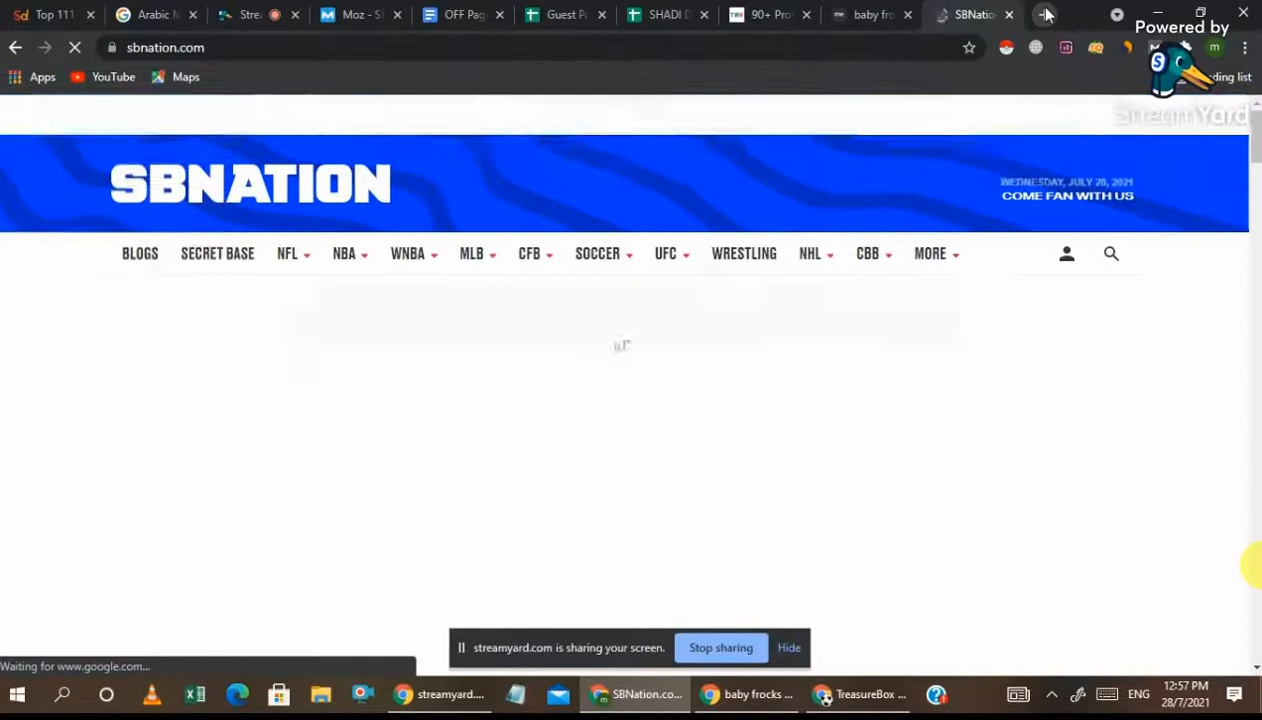 Top 111
Arabic
Stre
Moz - S
OFF Pag
Guest P
SHADI D
90+ Pro
baby fro
SBNatio
Powered by
sbnation.com
Apps
YouTube
Maps
ding list
StreamYard
SBNATION
WEDNESDAY, JULY 28, 2021
COME FAN WITH US
BLOGS SECRET BASE NFL NBA WNBA MLB CFB SOCCER UFC WRESTLING NHL CBB MORE
streamyard.com is sharing your screen. Stop sharing Hide
Waiting for www.google.com...
streamyard.... SBNation.co... baby frocks ... TreasureBox ... ENG
12:57 PM
28/7/2021